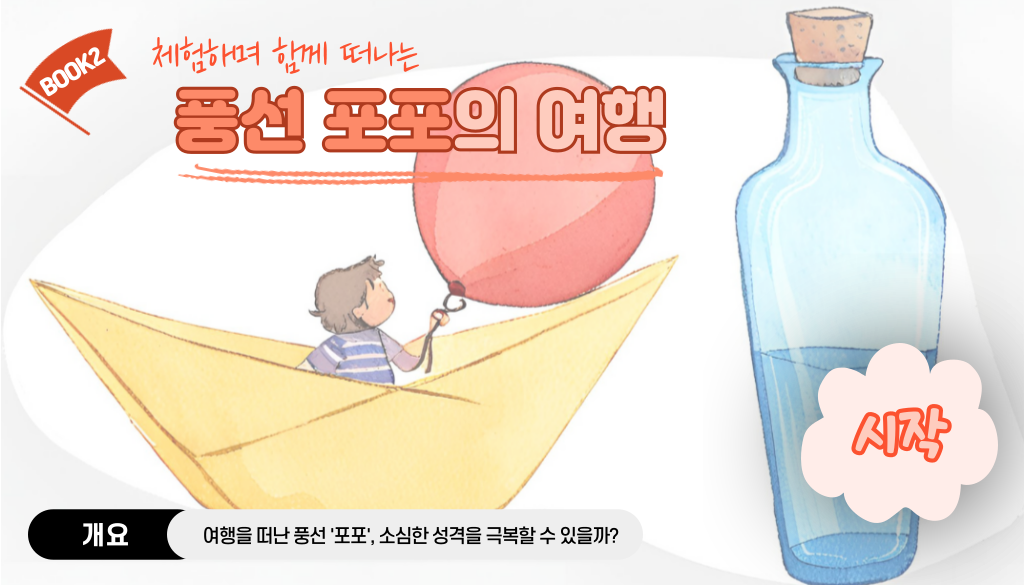 BOOK2
체험하며 함께 떠나는
풍선 포포의 여행
시작
개요
여행을 떠난 풍선 '포포', 소심한 성격을 극복할 수 있을까?